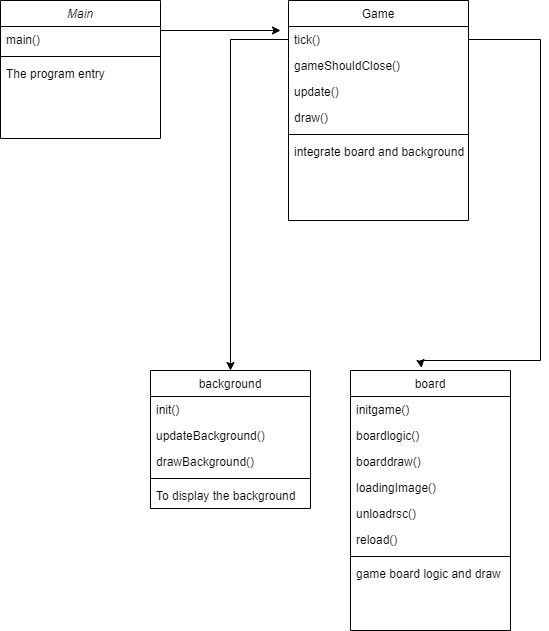 Main
main()
The program entry
Game
tick()
gameShouldClose()
update()
draw()
integrate board and background
background
init()
updateBackground()
drawBackground()
To display the background
board
initgame()
boardlogic()
boarddraw()
loadingImage()
unloadrsc()
reload()
game board logic and draw